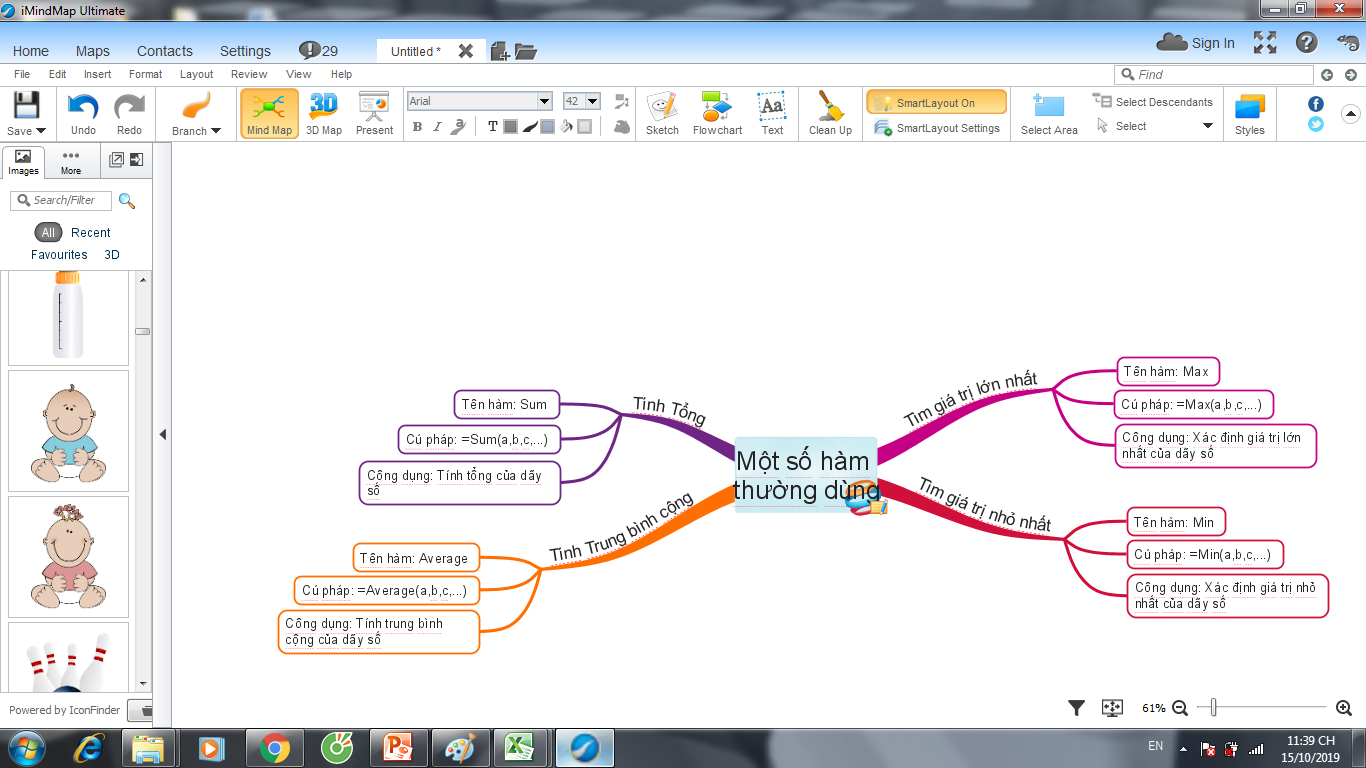 iMindMap Ultimate
Home Maps Contacts Settings 29 Untitled * Sign In
File Edit Insert Format Layout Review View Help Find
Arial 42
B I T
SmartLayout On
SmartLayout Settings
Select Descendants
Select
Save Undo Redo Branch Mind Map 3D Map Present Sketch Flowchart Text Clean Up Select Area Styles
Images More
Search/Filter
All Recent
Favourites 3D
Powered by IconFinder
Một số hàm
thường dùng
Tính Tổng
Tên hàm: Sum
Cú pháp: =Sum(a,b,c,...)
Công dụng: Tính tổng của dãy
số
Tính Trung bình cộng
Tên hàm: Average
Cú pháp: =Average(a,b,c,...)
Công dụng: Tính trung bình
cộng của dãy số
Tìm giá trị lớn nhất
Tên hàm: Max
Cú pháp: =Max(a,b,c,...)
Công dụng: Xác định giá trị lớn
nhất của dãy số
Tìm giá trị nhỏ nhất
Tên hàm: Min
Cú pháp: =Min(a,b,c,...)
Công dụng: Xác định giá trị nhỏ
nhất của dãy số
61%
EN
11:39 CH
15/10/2019